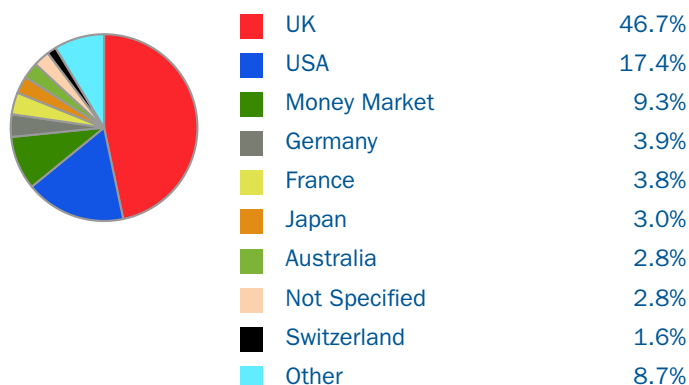 UK 46.7%
USA 17.4%
Money Market 9.3%
Germany 3.9%
France 3.8%
Japan 3.0%
Australia 2.8%
Not Specified 2.8%
Switzerland 1.6%
Other 8.7%